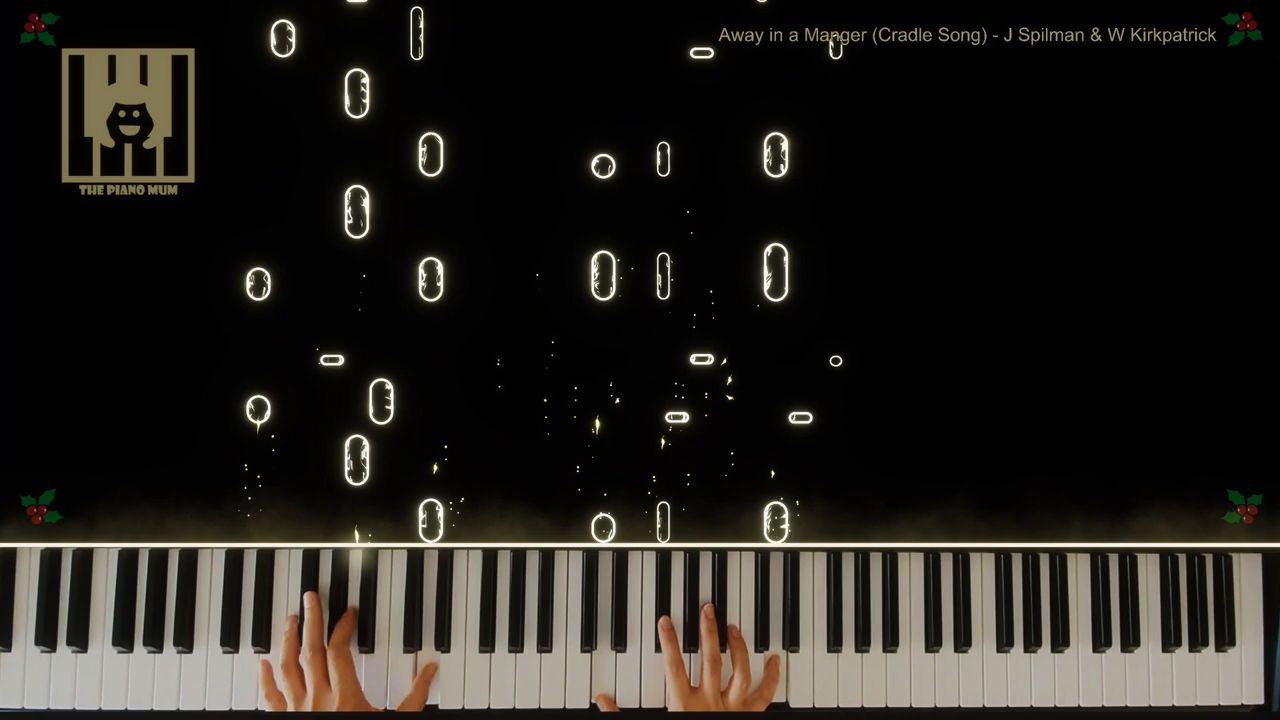 Away in a Manger (Cradle Song) - J Spilman & W Kirkpatrick
THE PIANO MUM